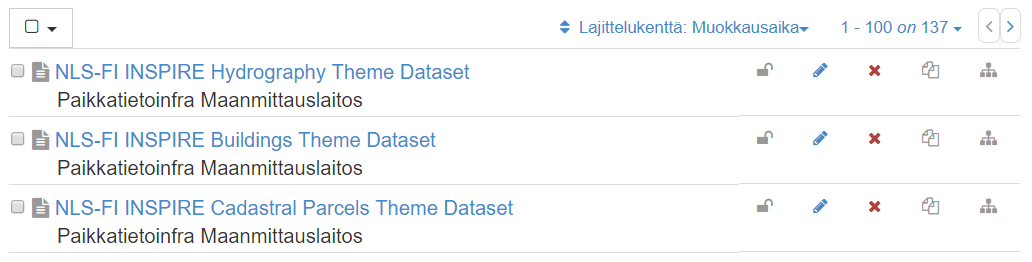 Lajittelukenttä: Muokkausaika 1 - 100 on 137
NLS-FI INSPIRE Hydrography Theme Dataset
Paikkatietoinfra Maanmittauslaitos
NLS-FI INSPIRE Buildings Theme Dataset
Paikkatietoinfra Maanmittauslaitos
NLS-FI INSPIRE Cadastral Parcels Theme Dataset
Paikkatietoinfra Maanmittauslaitos